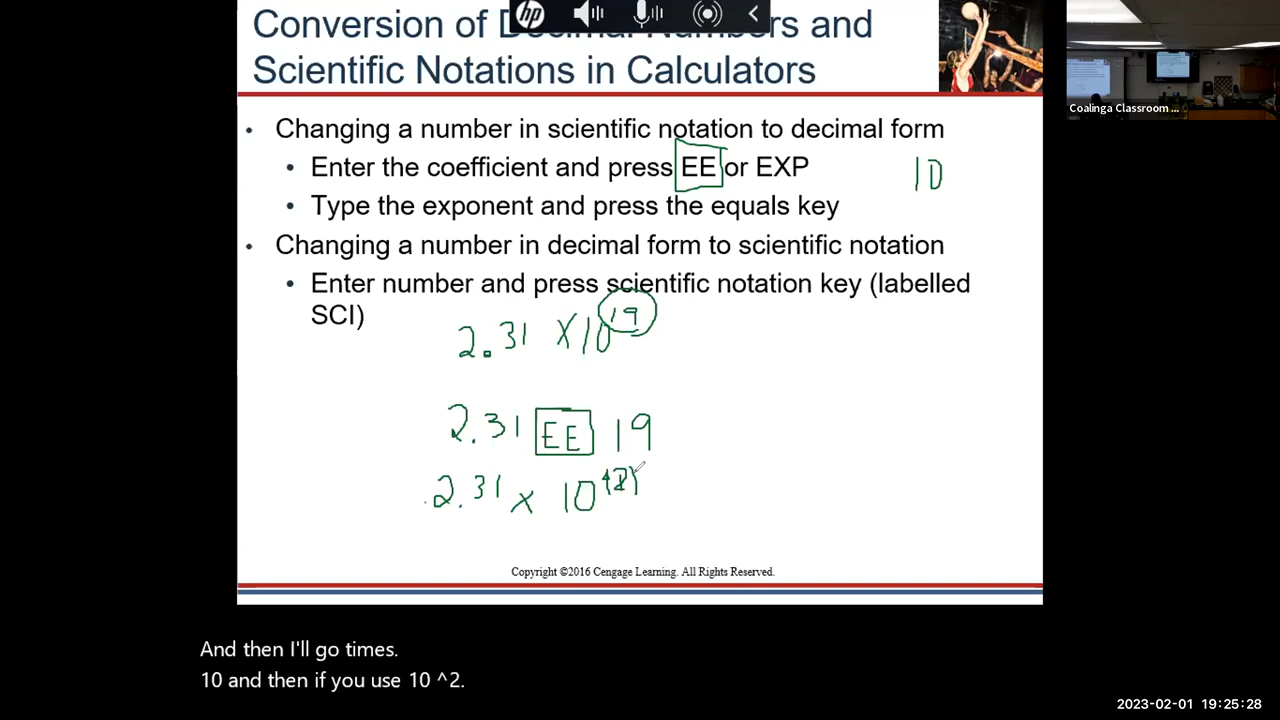 Conversion of Decimal Numbers and
Scientific Notations in Calculators
Coalinga Classroom ...
• Changing a number in scientific notation to decimal form
• Enter the coefficient and press EE or EXP
10
• Type the exponent and press the equals key
• Changing a number in decimal form to scientific notation
• Enter number and press scientific notation key (labelled
SCI)
2.31 X 10^19
2.31 EE 19
2.31 x 10
Copyright ©2016 Cengage Learning. All Rights Reserved.
And then I'll go times.
10 and then if you use 10 ^2.
2023-02-01 19:25:28